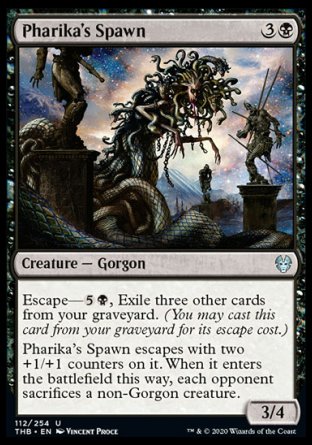 Pharika's Spawn 3
Creature — Gorgon
Escape—5, Exile three other cards
from your graveyard. (You may cast this
card from your graveyard for its escape cost.)
Pharika's Spawn escapes with two
+1/+1 counters on it. When it enters
the battlefield this way, each opponent
sacrifices a non-Gorgon creature.
3/4
112/254 U
THB • EN VINCENT PROCE
™ & © 2020 Wizards of the Coast